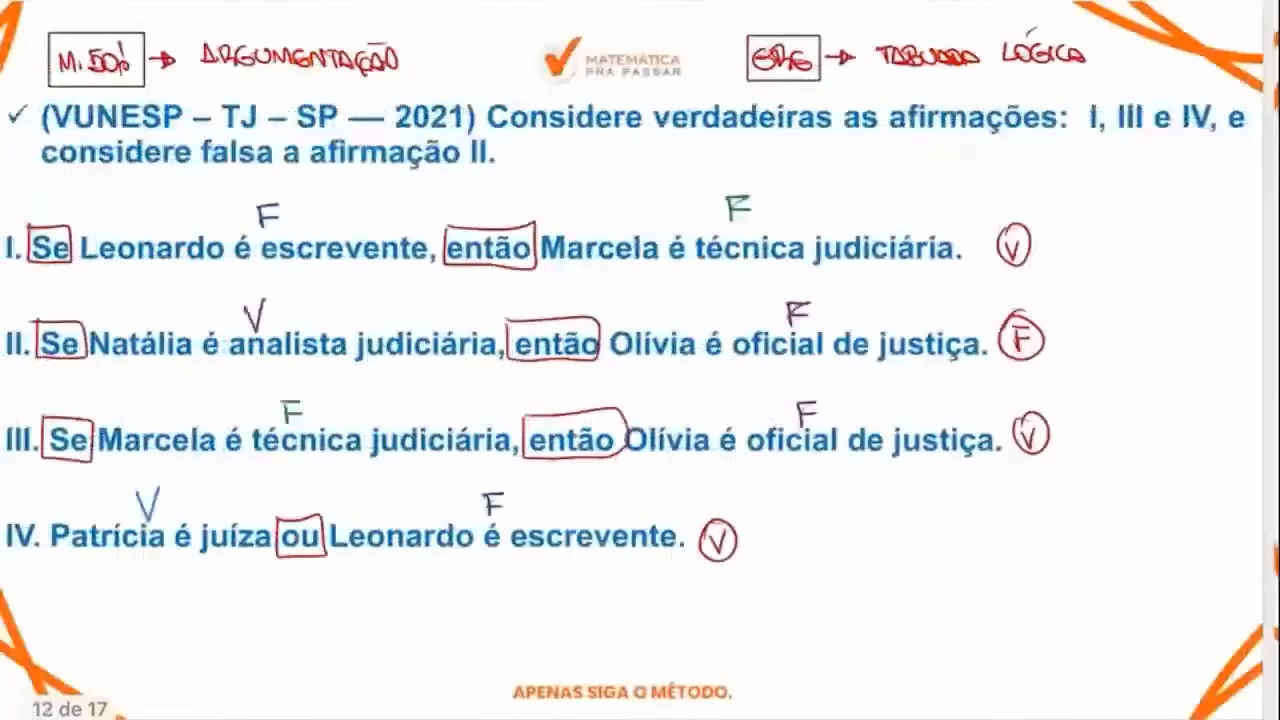 M. 50% → ARGUMENTAÇÃO
MATEMÁTICA
PRA PASSAR
→ TABUADA LÓGICA
✓ (VUNESP – TJ – SP — 2021) Considere verdadeiras as afirmações: I, III e IV, e
considere falsa a afirmação II.
F F
I. Se Leonardo é escrevente, então Marcela é técnica judiciária. V
V F
II. Se Natália é analista judiciária, então Olívia é oficial de justiça. F
F F
III. Se Marcela é técnica judiciária, então Olívia é oficial de justiça. V
V F
IV. Patrícia é juíza ou Leonardo é escrevente. V
APENAS SIGA O MÉTODO.
12 de 17